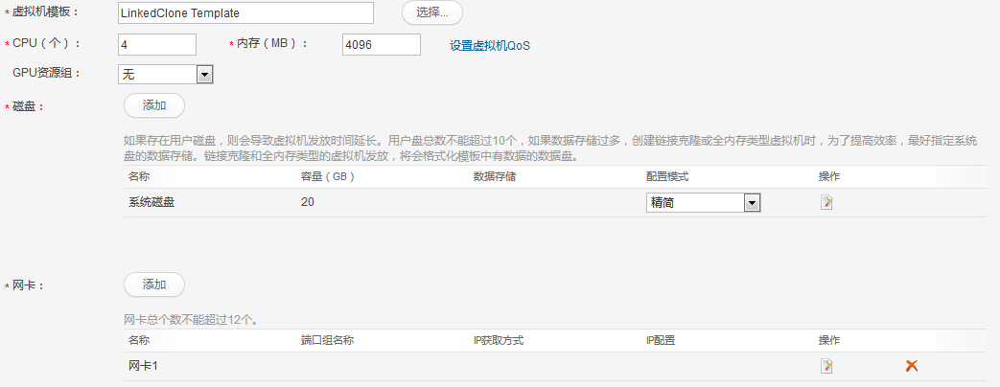 * 虚拟机模板： LinkedClone Template 选择...
* CPU（个）： 4 * 内存（MB）： 4096 设置虚拟机QoS
GPU资源组： 无
* 磁盘： 添加
如果存在用户磁盘，则会导致虚拟机发放时间延长。用户盘总数不能超过10个，如果数据存储过多，创建链接克隆或全内存类型虚拟机时，为了提高效率，最好指定系统
盘的数据存储。链接克隆和全内存类型的虚拟机发放，将会格式化模板中有数据的数据盘。
名称 容量（GB） 数据存储 配置模式 操作
系统磁盘 20 精简
* 网卡： 添加
网卡总个数不能超过12个。
名称 端口组名称 IP获取方式 IP配置 操作
网卡1